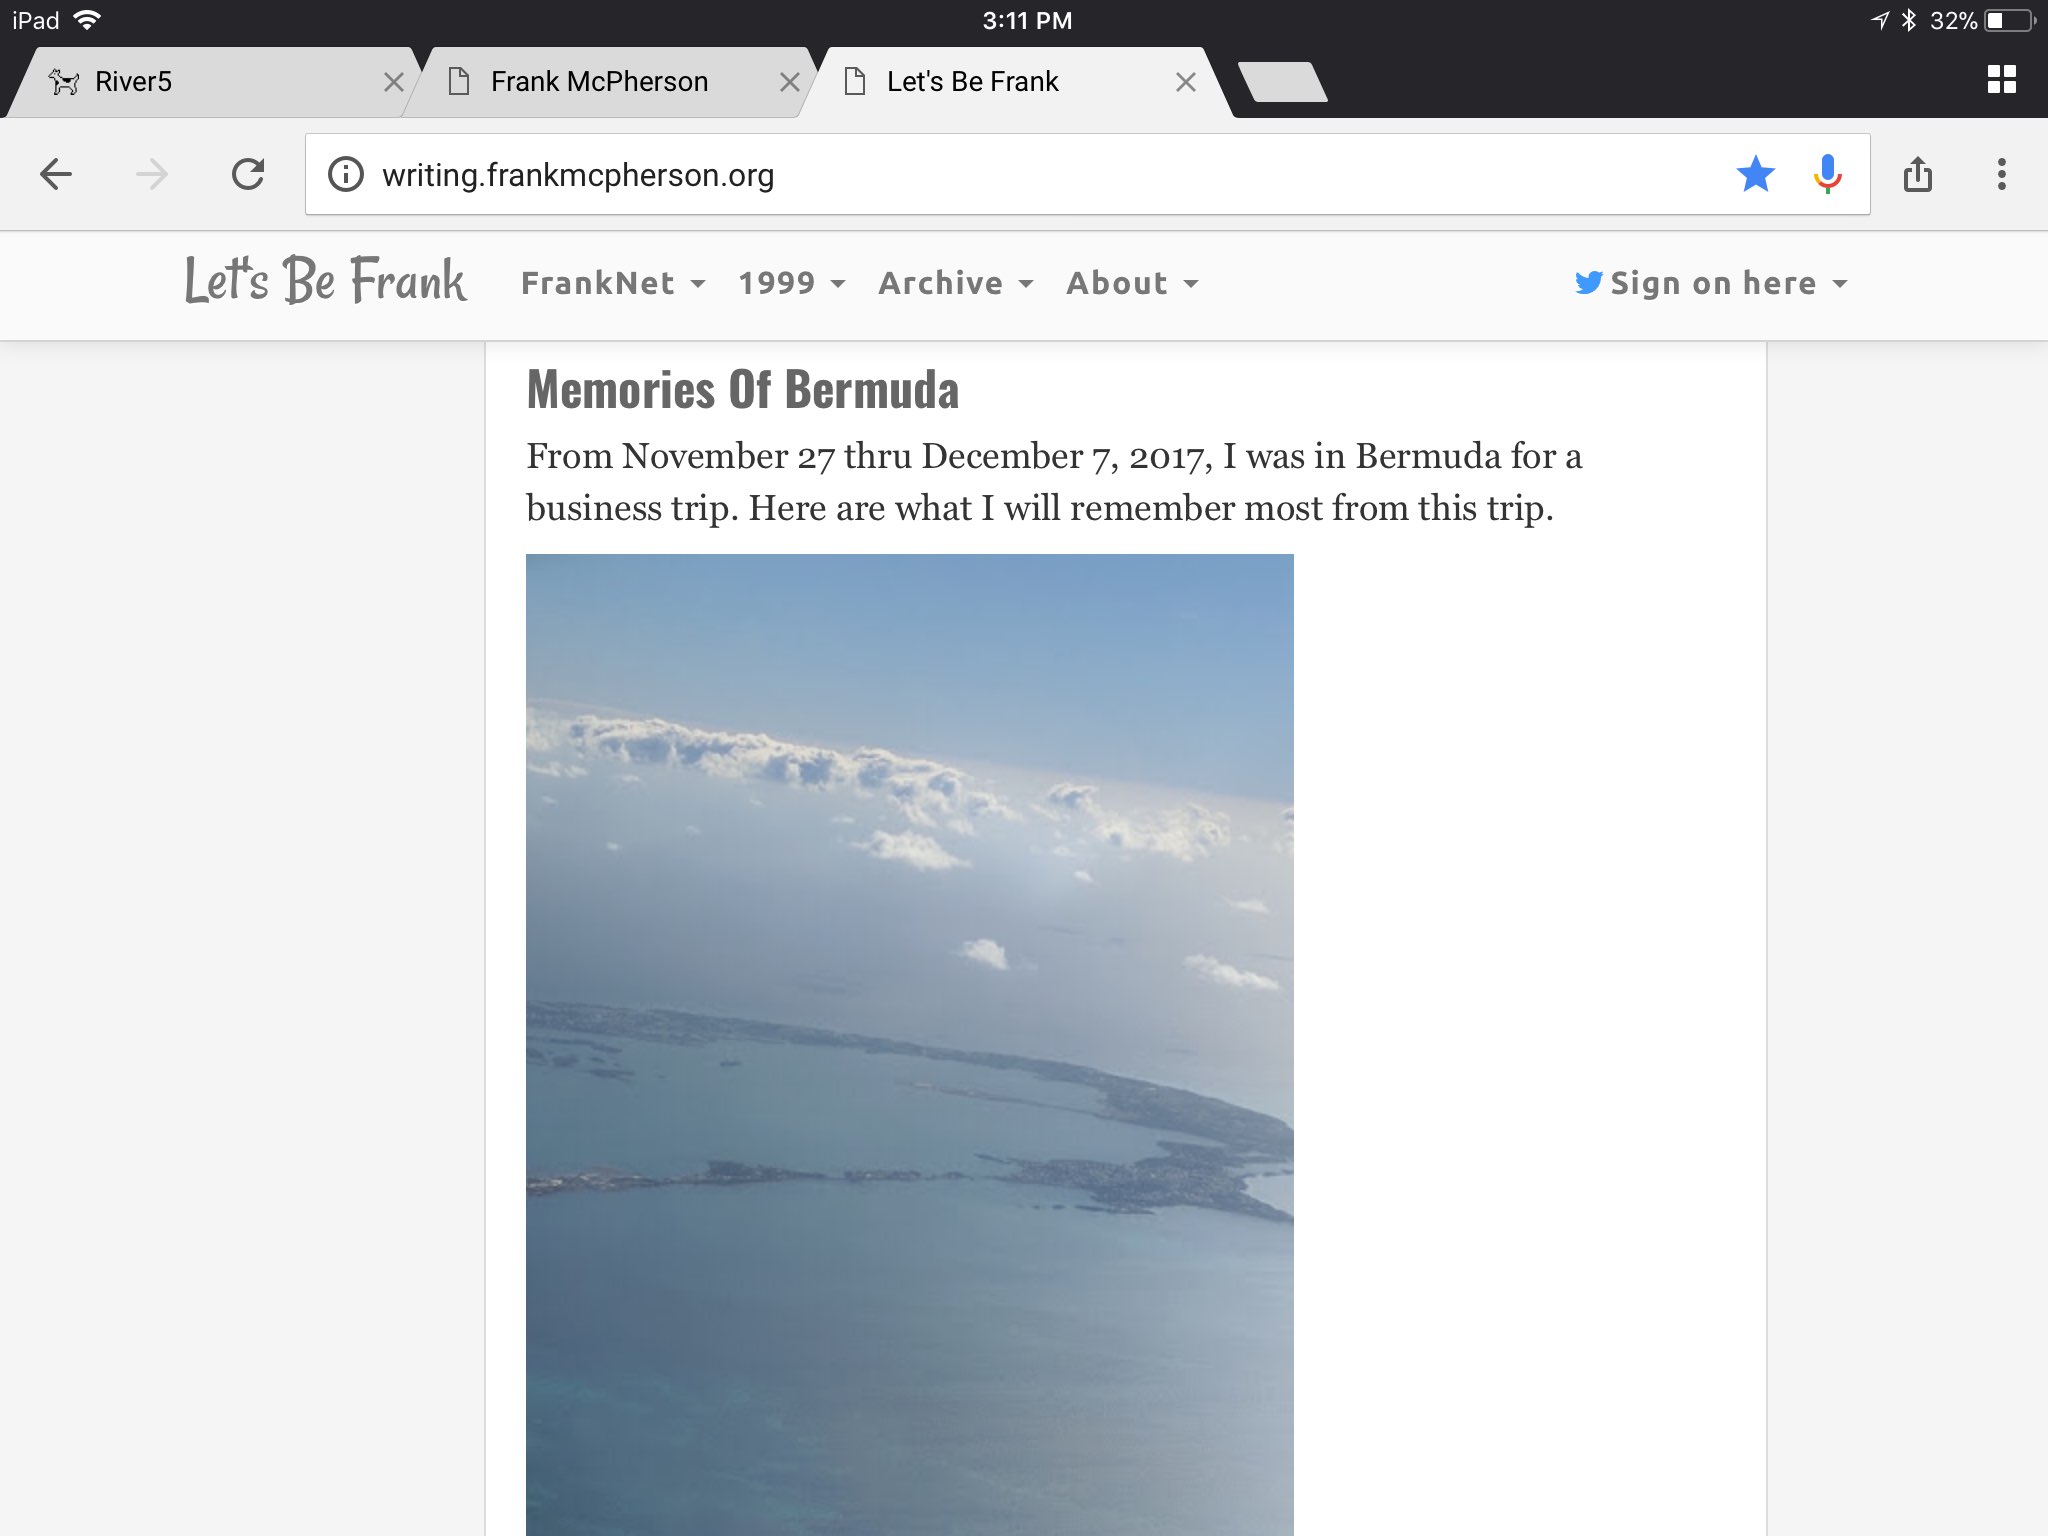 iPad 3:11 PM 32%
River5 Frank McPherson Let's Be Frank
writing.frankmcpherson.org
Let's Be Frank FrankNet 1999 Archive About Sign on here
Memories Of Bermuda
From November 27 thru December 7, 2017, I was in Bermuda for a
business trip. Here are what I will remember most from this trip.